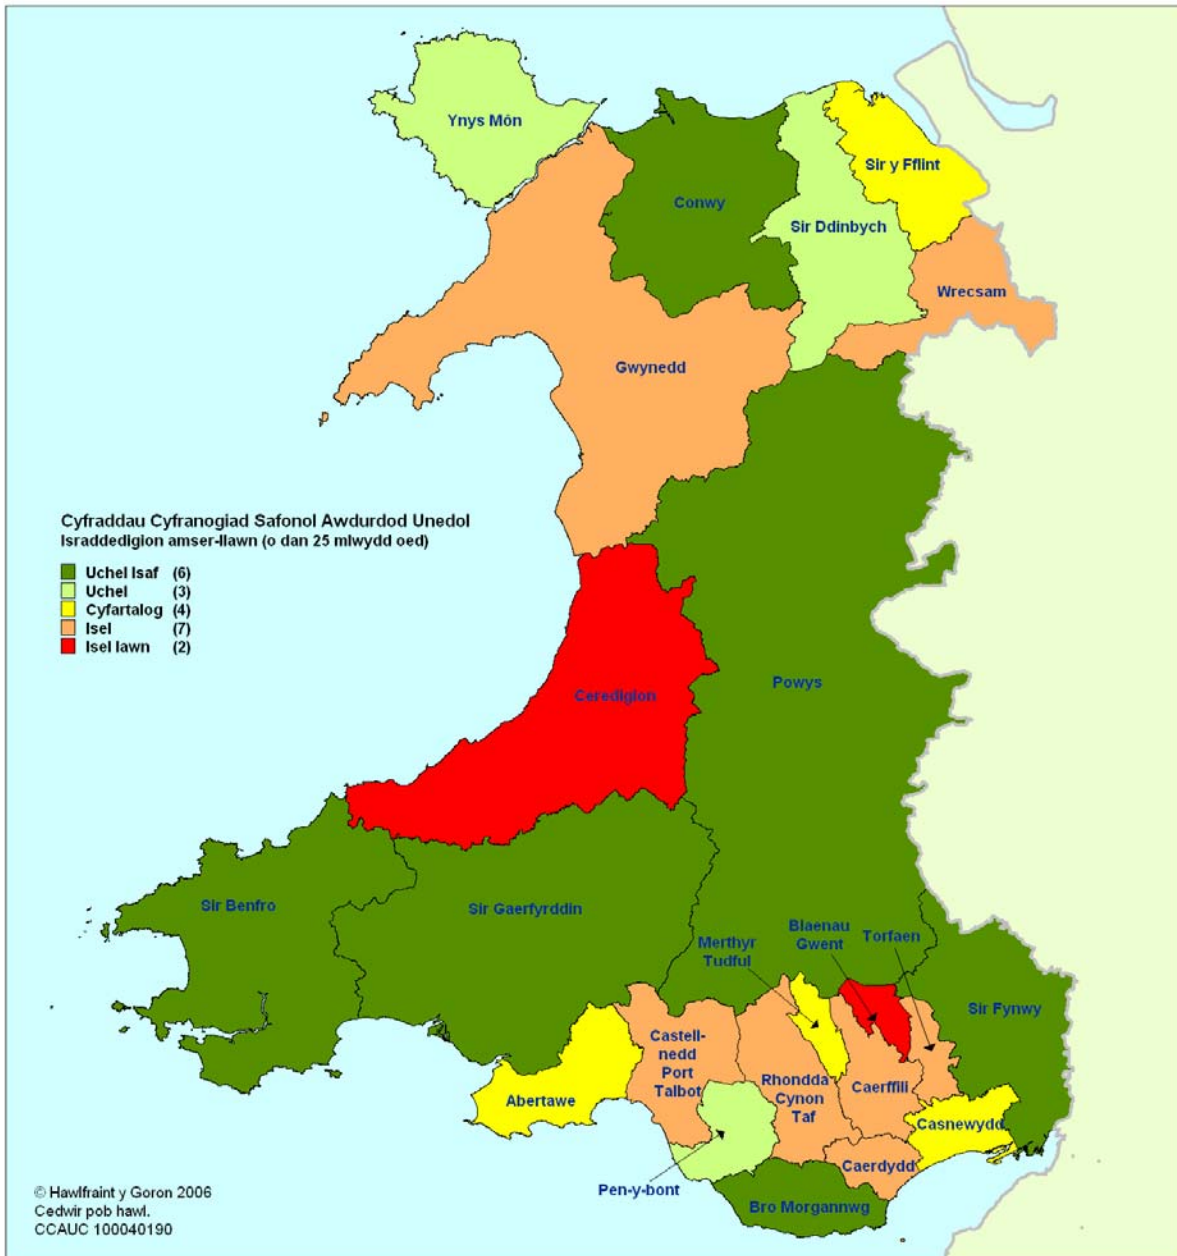 Ynys Món
Conwy
Sir y Fflint
Sir Ddinbych
Wrecsam
Gwynedd
Cyfraddau Cyfranogiad Safonol Awdurdod Unedol
Israddedigion amser-llawn (o dan 25 mlwydd oed)
Uchel Isaf (6)
Uchel (3)
Cyfartalog (4)
Isel (7)
Isel Iawn (2)
Ceredigion
Powys
Sir Benfro
Sir Gaerfyrddin
Merthyr
Tudful
Blaenau
Gwent
Torfaen
Sir Fynwy
Castell-
nedd
Port
Talbot
Rhondda
Cynon
Taf
Caerffili
Abertawe
Casnewydd
Caerdydd
Pen-y-bont
Bro Morgannwg
© Hawlfraint y Goron 2006
Cedwir pob hawl.
CCAUC 100040190